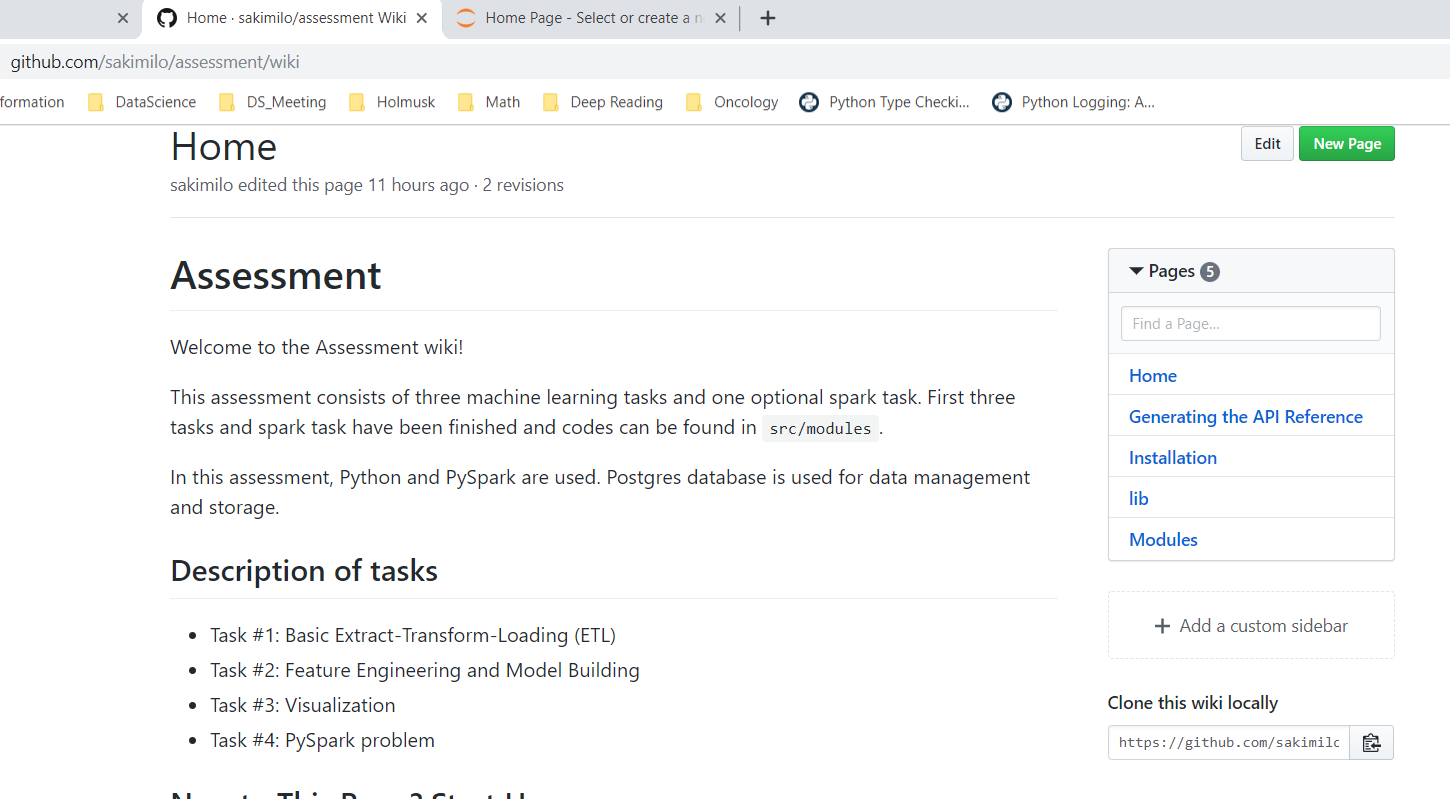 Home · sakimilo/assessment Wiki
Home Page - Select or create a n
github.com/sakimilo/assessment/wiki
formation DataScience DS_Meeting Holmusk Math Deep Reading Oncology Python Type Checki... Python Logging: A...
Home
Edit New Page
sakimilo edited this page 11 hours ago · 2 revisions
Assessment
Welcome to the Assessment wiki!
This assessment consists of three machine learning tasks and one optional spark task. First three
tasks and spark task have been finished and codes can be found in src/modules.
In this assessment, Python and PySpark are used. Postgres database is used for data management
and storage.
Description of tasks
• Task #1: Basic Extract-Transform-Loading (ETL)
• Task #2: Feature Engineering and Model Building
• Task #3: Visualization
• Task #4: PySpark problem
Pages 5
Find a Page...
Home
Generating the API Reference
Installation
lib
Modules
+ Add a custom sidebar
Clone this wiki locally
https://github.com/sakimilo